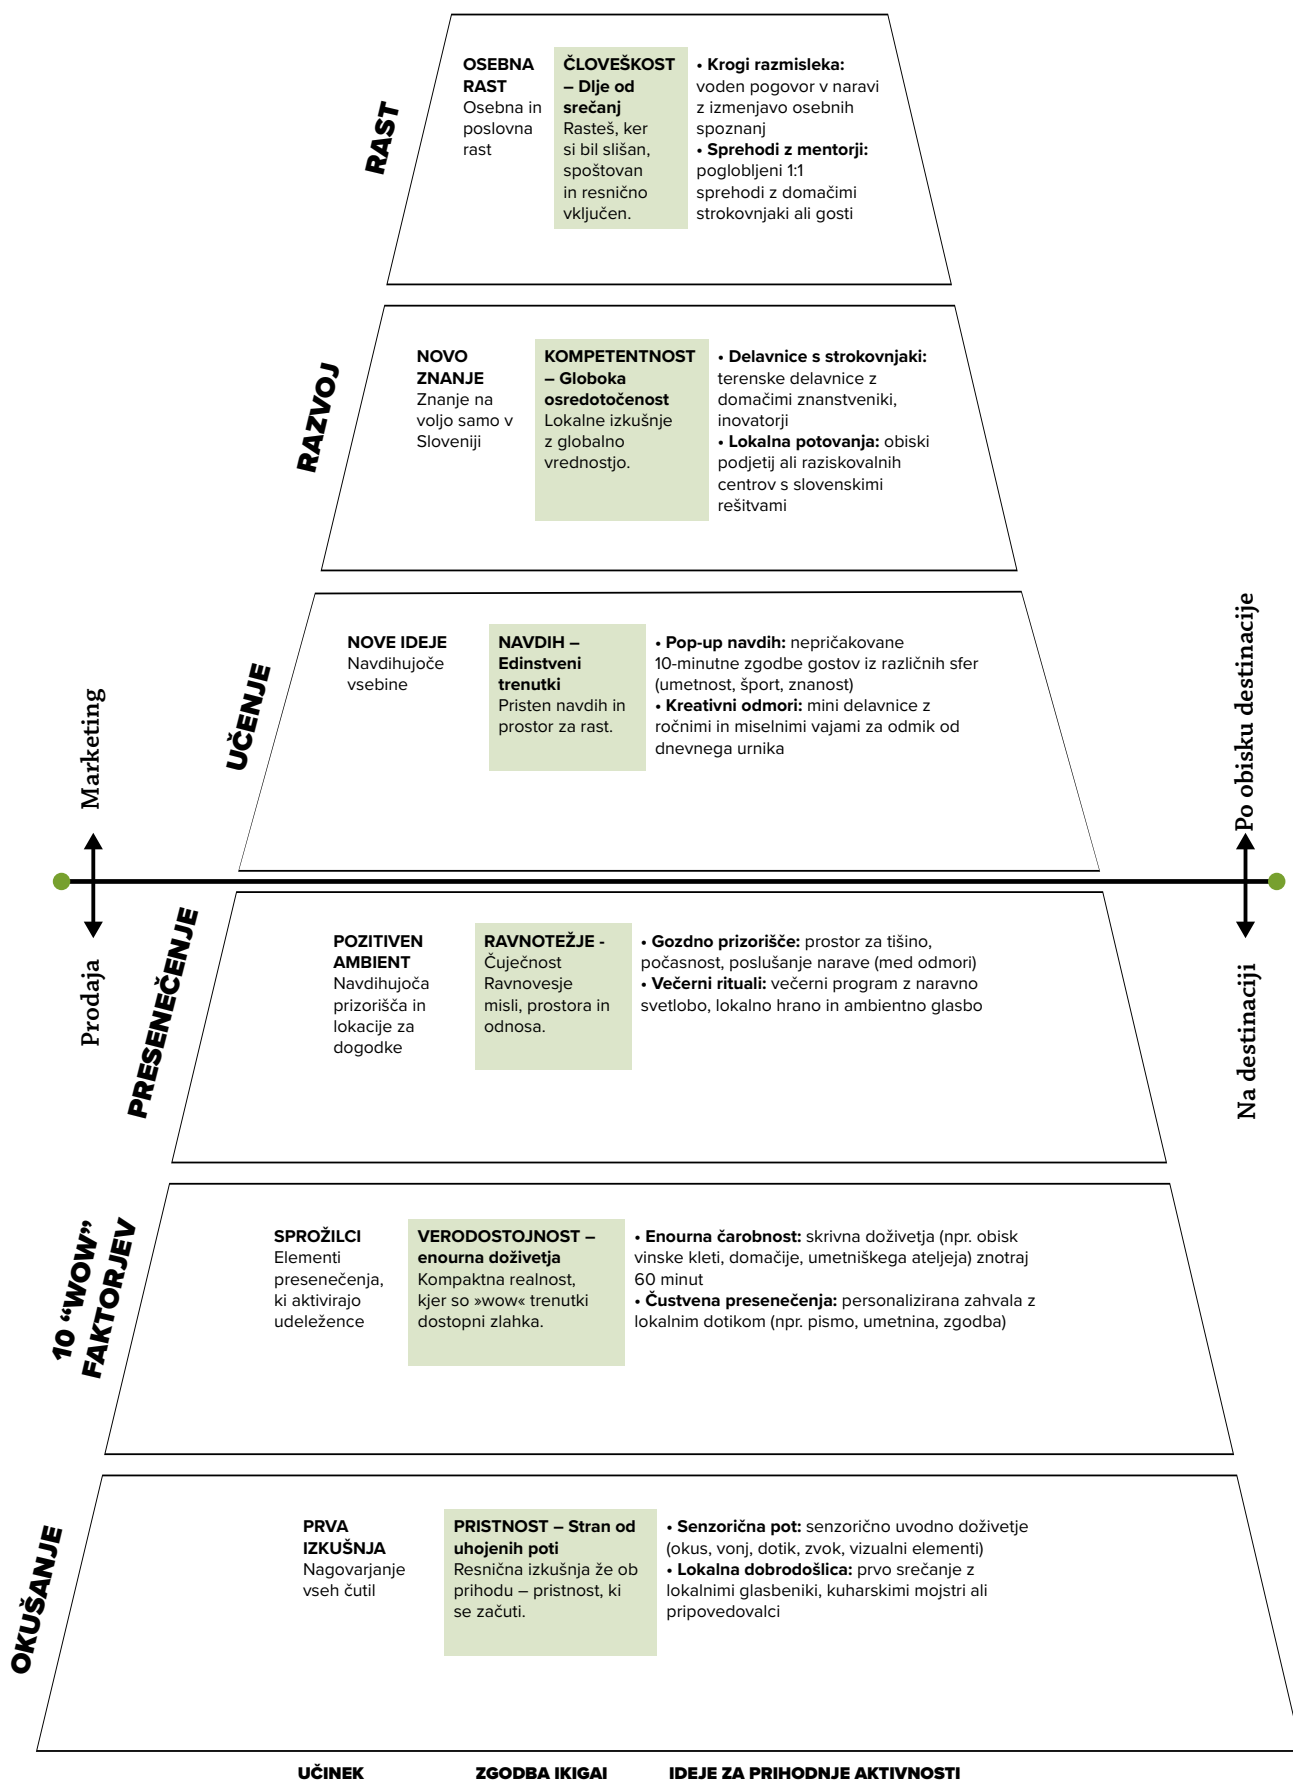 RAST
OSEBNA
RAST
Osebna in
poslovna
rast
ČLOVEŠKOST
– Dlje od
srečanj
Rasteš, ker
si bil slišan,
spoštovan
in resnično
vključen.
• Krogi razmisleka:
voden pogovor v naravi
z izmenjavo osebnih
spoznanj
• Sprehodi z mentorji:
poglobljeni 1:1
sprehodi z domačimi
strokovnjaki ali gosti
RAZVOJ
NOVO
ZNANJE
Znanje na
voljo samo v
Sloveniji
KOMPETENTNOST
– Globoka
osredotočenost
Lokalne izkušnje
z globalno
vrednostjo.
• Delavnice s strokovnjaki:
terenske delavnice z
domačimi znanstveniki,
inovatorji
• Lokalna potovanja: obiski
podjetij ali raziskovalnih
centrov s slovenskimi
rešitvami
UČENJE
NOVE IDEJE
Navdihujoče
vsebine
NAVDIH –
Edinstveni
trenutki
Pristen navdih in
prostor za rast.
• Pop-up navdih: nepričakovane
10-minutne zgodbe gostov iz različnih sfer
(umetnost, šport, znanost)
• Kreativni odmori: mini delavnice z
ročnimi in miselnimi vajami za odmik od
dnevnega urnika
Marketing
Po obisku destinacije
Prodaja
Na destinaciji
PRESENEČENJE
POZITIVEN
AMBIENT
Navdihujoča
prizorišča in
lokacije za
dogodke
RAVNOTEŽJE -
Čuječnost
Ravnovesje
misli, prostora in
odnosa.
• Gozdno prizorišče: prostor za tišino,
počasnost, poslušanje narave (med odmori)
• Večerni rituali: večerni program z naravno
svetlobo, lokalno hrano in ambientno glasbo
10 “WOW”
FAKTORJEV
SPROŽILCI
Elementi
presenečenja,
ki aktivirajo
udeležence
VERODOSTOJNOST –
enourna doživetja
Kompaktna realnost,
kjer so »wow« trenutki
dostopni zlahka.
• Enourna čarobnost: skrivna doživetja (npr. obisk
vinske kleti, domačije, umetniškega ateljeja) znotraj
60 minut
• Čustvena presenečenja: personalizirana zahvala z
lokalnim dotikom (npr. pismo, umetnina, zgodba)
OKUŠANJE
PRVA
IZKUŠNJA
Nagovarjanje
vseh čutil
PRISTNOST – Stran od
uhojenih poti
Resnična izkušnja že ob
prihodu – pristnost, ki
se začuti.
• Senzorična pot: senzorično uvodno doživetje
(okus, vonj, dotik, zvok, vizualni elementi)
• Lokalna dobrodošlica: prvo srečanje z
lokalnimi glasbeniki, kuharskimi mojstri ali
pripovedovalci
UČINEK
ZGODBA IKIGAI
IDEJE ZA PRIHODNJE AKTIVNOSTI